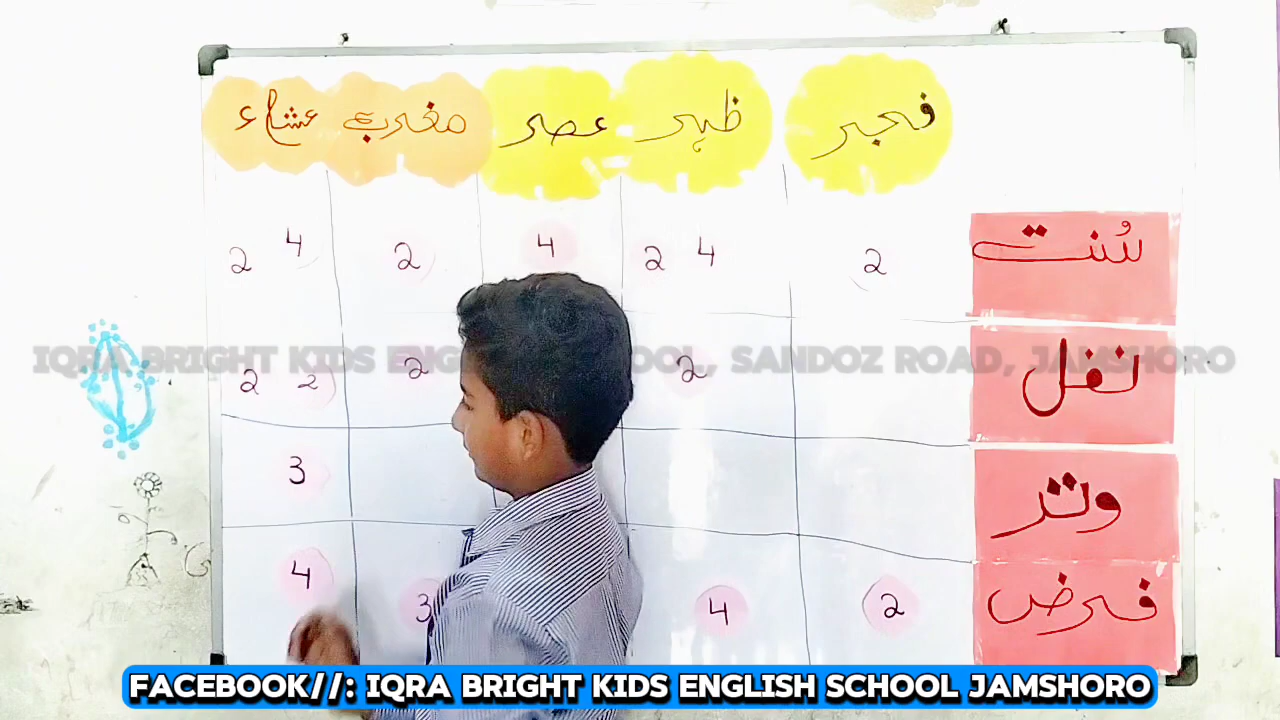 فجر ظہر عصر مغرب عشاء
سُنت 2 4 2 4 2 4 2
نفل 2 2 2 2
وتر 3
فرض 2 4 3 4
IQRA BRIGHT KIDS ENGLISH SCHOOL, SANDOZ ROAD, JAMSHORO
FACEBOOK//: IQRA BRIGHT KIDS ENGLISH SCHOOL JAMSHORO